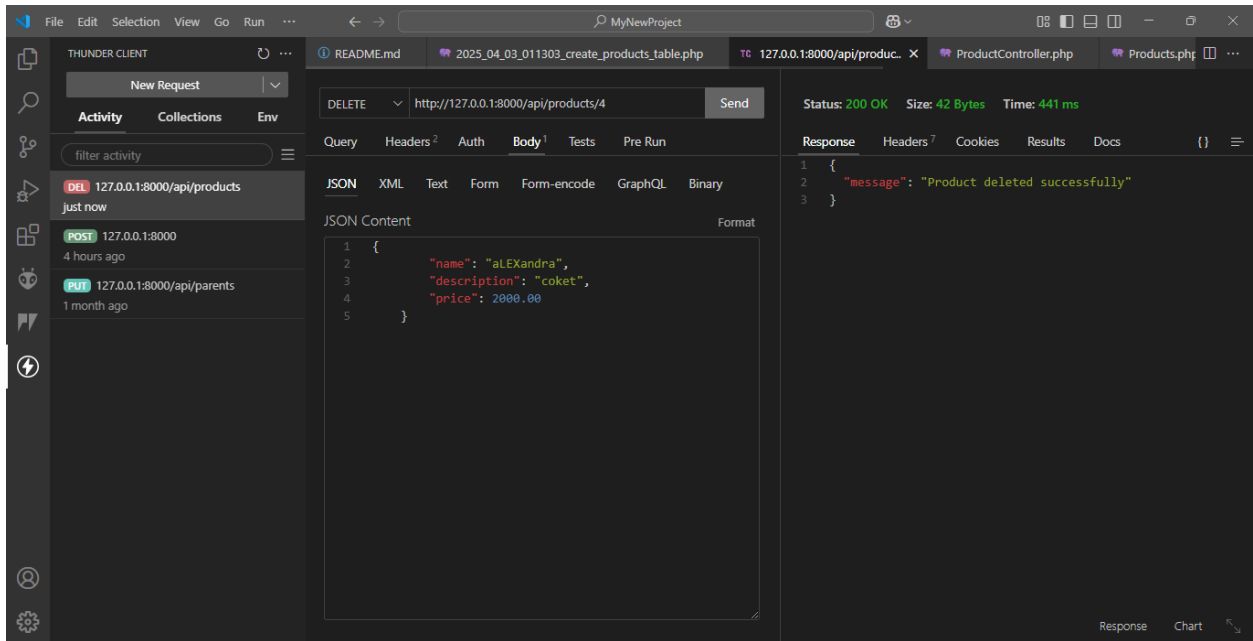 File Edit Selection View Go Run ··· MyNewProject
THUNDER CLIENT ···
README.md 2025_04_03_011303_create_products_table.php TC 127.0.0.1:8000/api/produc.. ProductController.php Products.php ···
New Request
Activity Collections Env
filter activity
DEL 127.0.0.1:8000/api/products
just now
POST 127.0.0.1:8000
4 hours ago
PUT 127.0.0.1:8000/api/parents
1 month ago
DELETE http://127.0.0.1:8000/api/products/4 Send
Query Headers 2 Auth Body 1 Tests Pre Run
JSON XML Text Form Form-encode GraphQL Binary
JSON Content Format
1 {
2 "name": "aLEXandra",
3 "description": "coket",
4 "price": 2000.00
5 }
Status: 200 OK Size: 42 Bytes Time: 441 ms
Response Headers 7 Cookies Results Docs {}
1 {
2 "message": "Product deleted successfully"
3 }
Response Chart